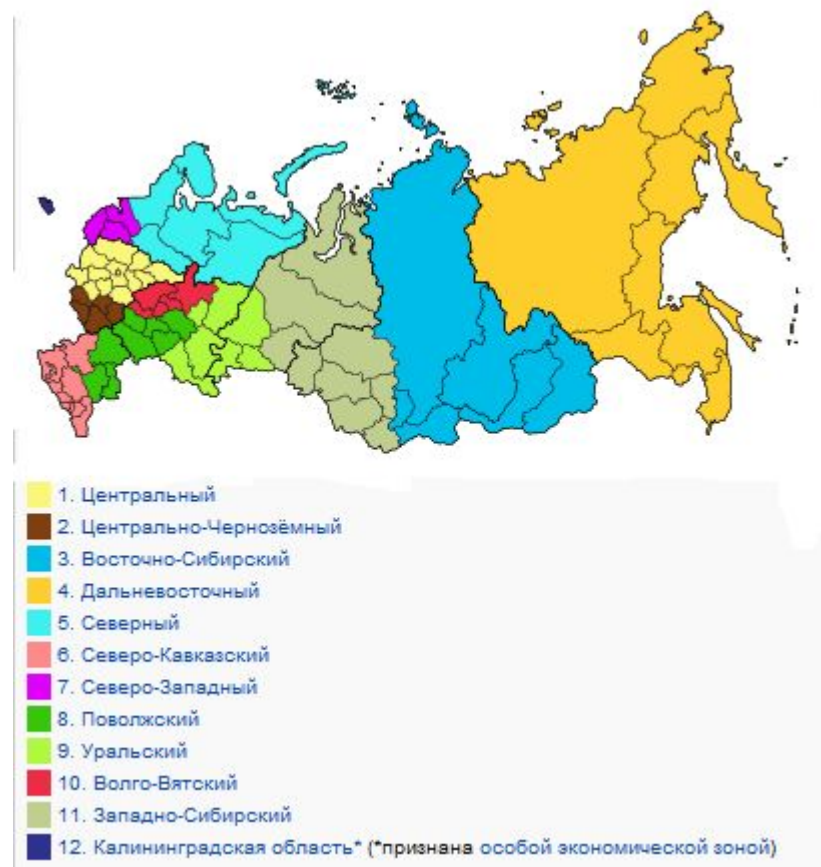 1. Центральный
2. Центрально-Чернозёмный
3. Восточно-Сибирский
4. Дальневосточный
5. Северный
6. Северо-Кавказский
7. Северо-Западный
8. Поволжский
9. Уральский
10. Волго-Вятский
11. Западно-Сибирский
12. Калининградская область* (*признана особой экономической зоной)